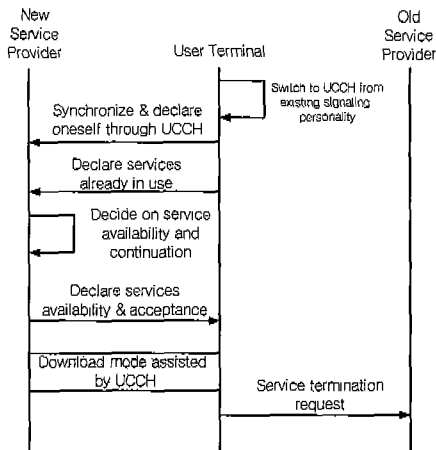 New
Service
Provider
User Terminal
Old
Service
Provider
Switch to UCCH from
existing signaling
personality
Synchronize & declare
oneself through UCCH
Declare services
already in use
Decide on service
availability and
continuation
Declare services
availability & acceptance
Download mode assisted
by UCCH
Service termination
request